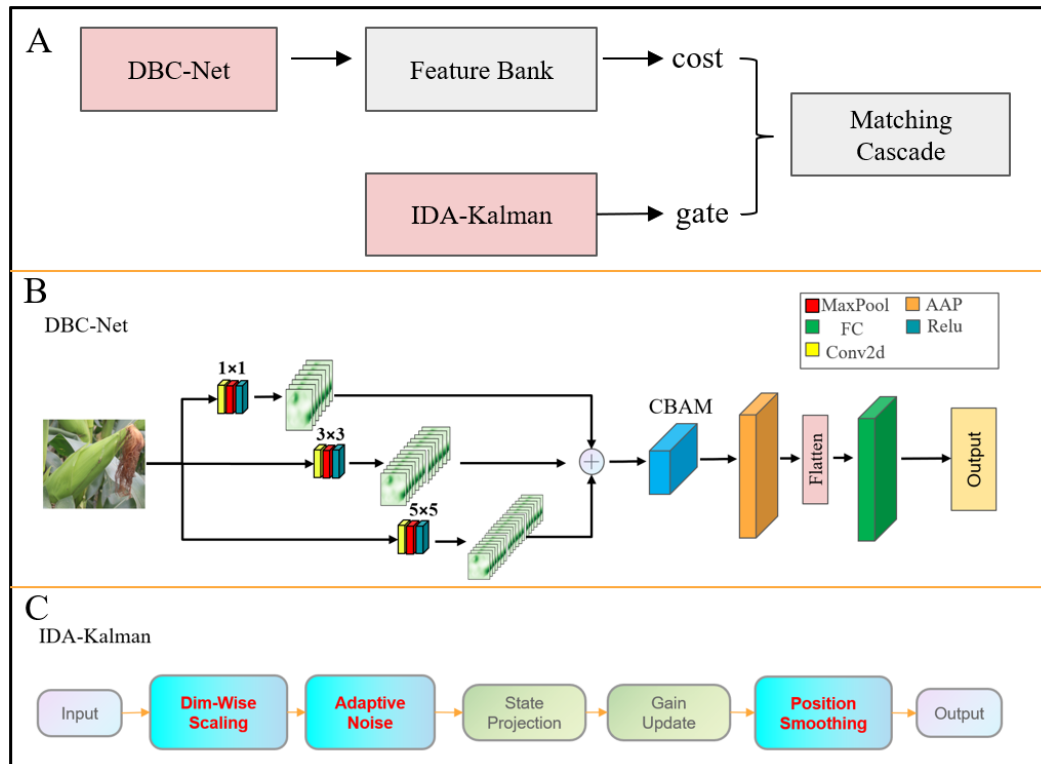 A
DBC-Net
Feature Bank
cost
Matching
Cascade
IDA-Kalman
gate
B
DBC-Net
MaxPool
AAP
FC
Relu
Conv2d
1×1
3×3
5×5
CBAM
Flatten
Output
C
IDA-Kalman
Input
Dim-Wise
Scaling
Adaptive
Noise
State
Projection
Gain
Update
Position
Smoothing
Output